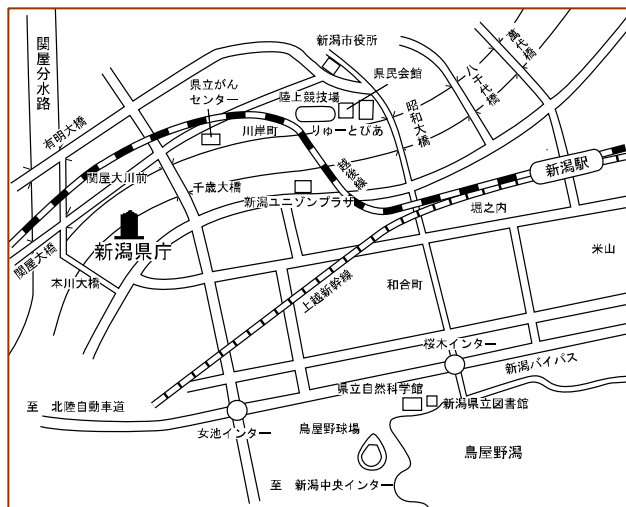 新潟市役所
関屋分水路
県立がん
センター
陸上競技場
県民会館
萬代橋
八千代橋
昭和大橋
有明大橋
川岸町
りゅーとぴあ
越後線
新潟駅
関屋大川前
千歳大橋
新潟ユニゾンプラザ
堀之内
新潟県庁
関屋大橋
本川大橋
米山
上越新幹線
和合町
桜木インター
新潟バイパス
県立自然科学館
新潟県立図書館
至 北陸自動車道
女池インター
鳥屋野球場
鳥屋野潟
至 新潟中央インター